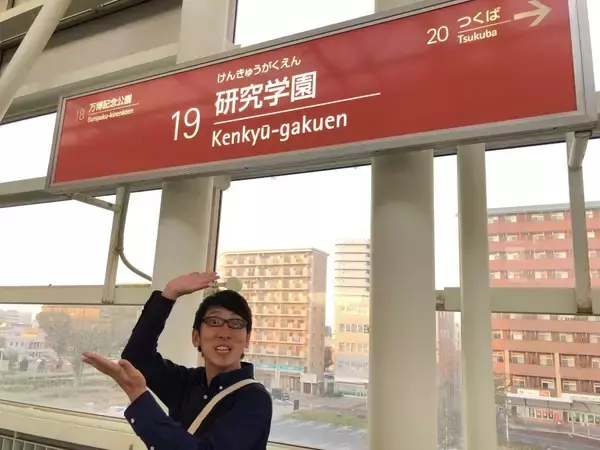 18 万博記念公園
Bampaku-kinenkōen
けんきゅうがくえん
19 研究学園
Kenkyū-gakuen
20 つくば
Tsukuba